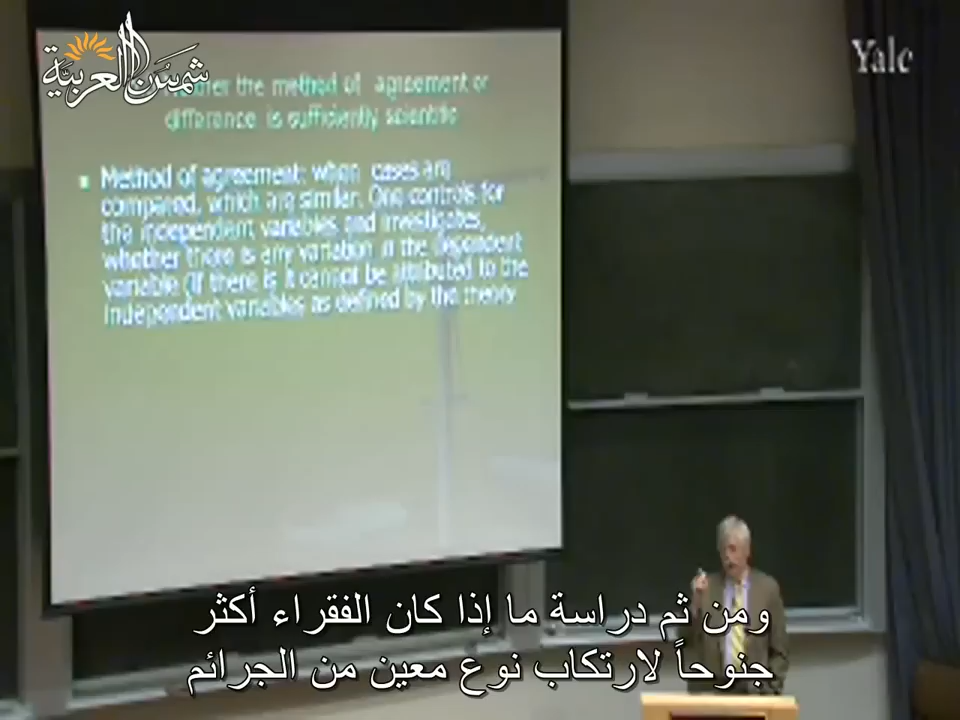 شمس العربية
Yale
Whether the method of agreement or
difference is sufficiently scientific
Method of agreement: when cases are
compared, which are similar. One controls for
the independent variables and investigates,
whether there is any variation in the dependent
variable (if there is it cannot be attributed to the
independent variables as defined by the theory
ومن ثم دراسة ما إذا كان الفقراء أكثر
جنوحاً لارتكاب نوع معين من الجرائم